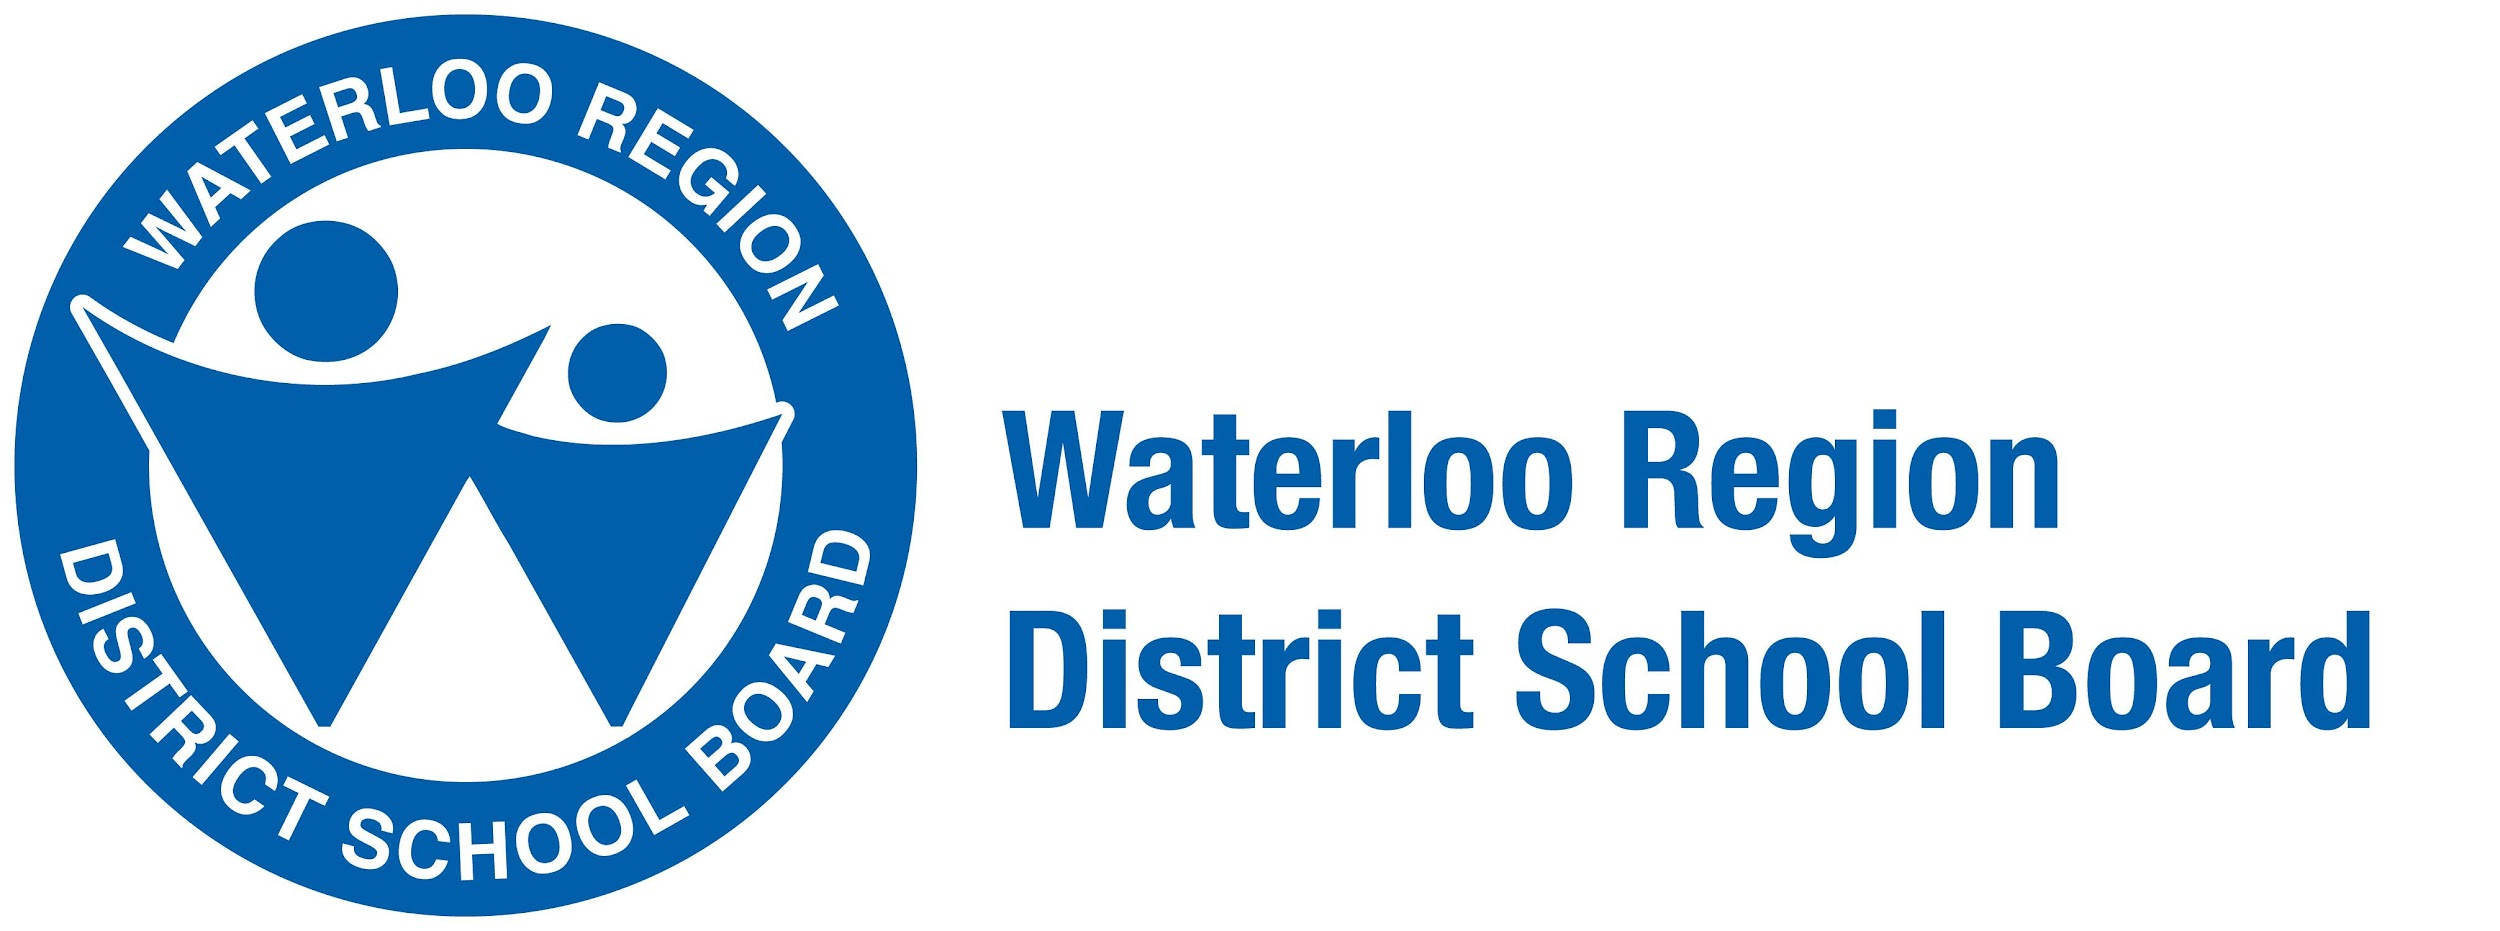 WATERLOO REGION
DISTRICT SCHOOL BOARD
Waterloo Region
District School Board